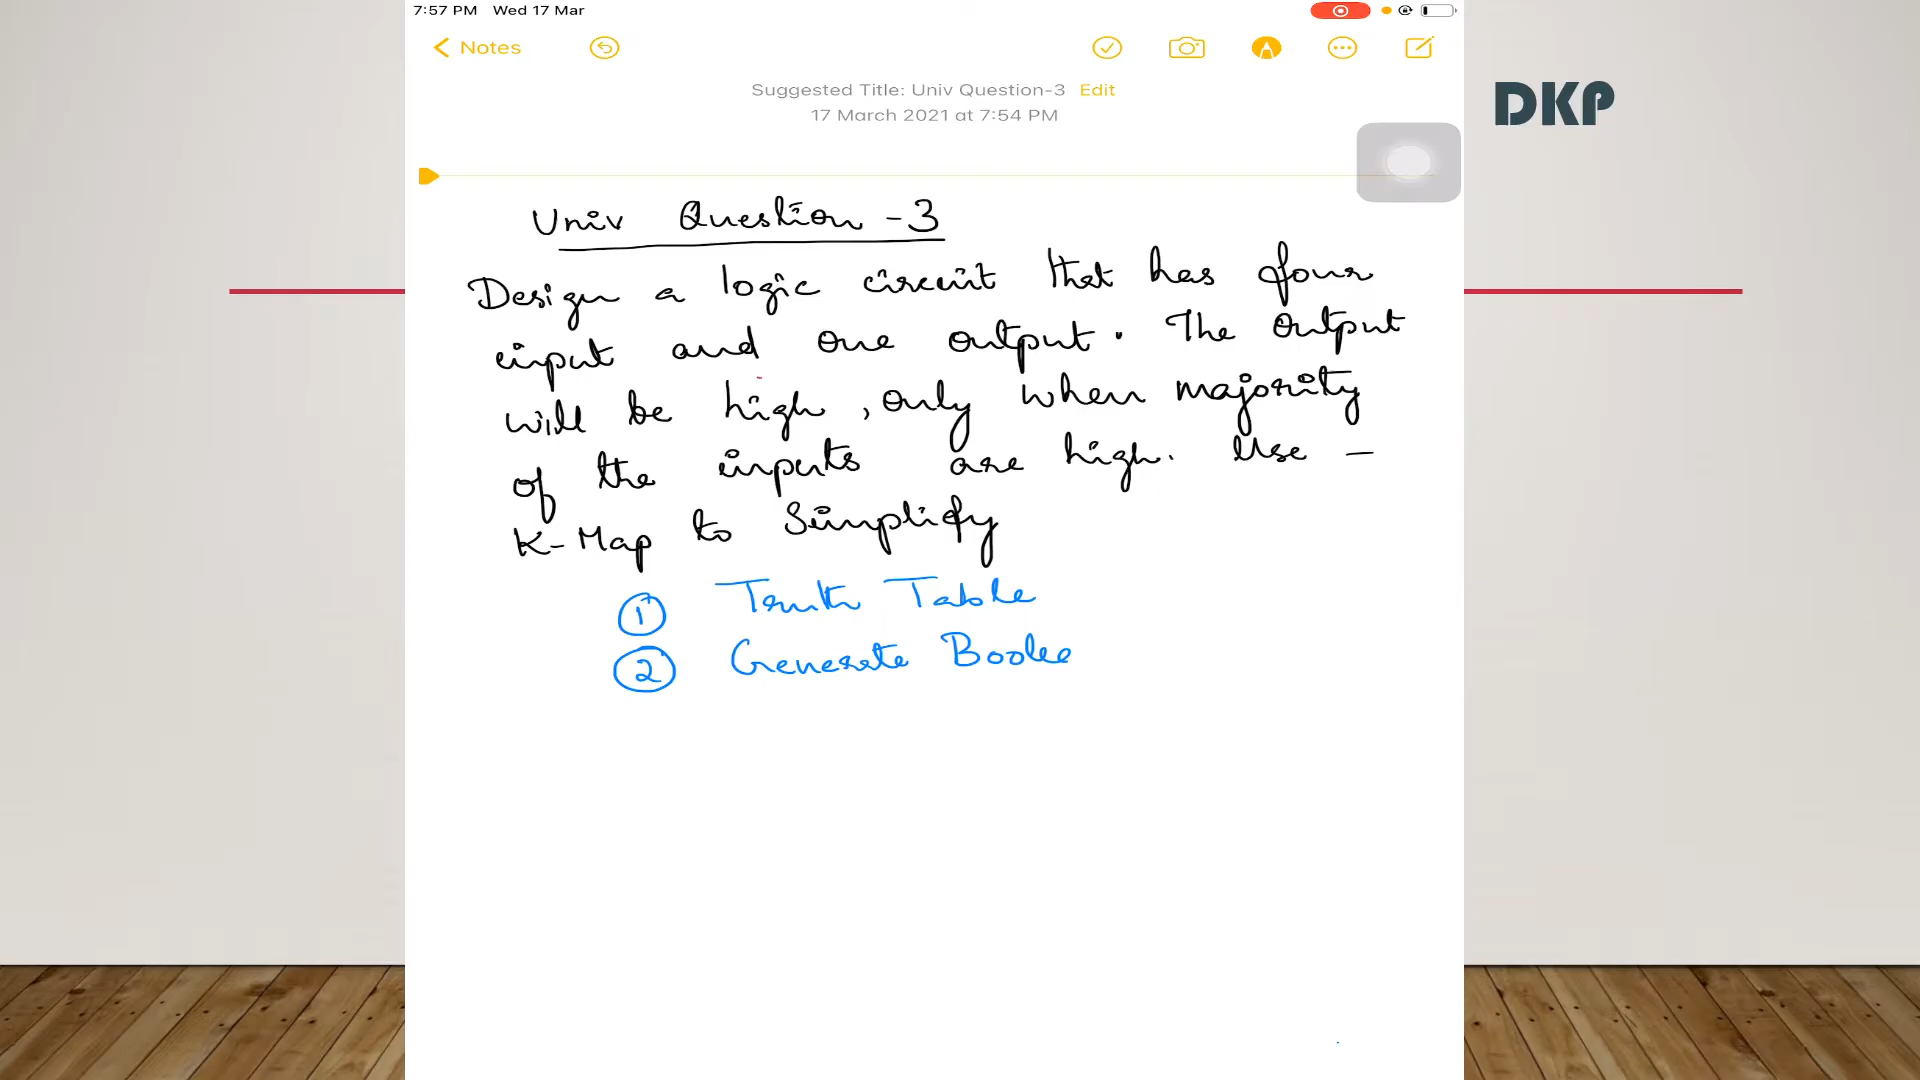 7:57 PM Wed 17 Mar
Notes
Suggested Title: Univ Question-3 Edit
17 March 2021 at 7:54 PM
DKP
Univ Question -3
Design a logic circuit that has four
input and one output. The output
will be high, only when majority
of the inputs are high. Use -
K-Map to Simplify
1 Truth Table
2 Generate Boolee